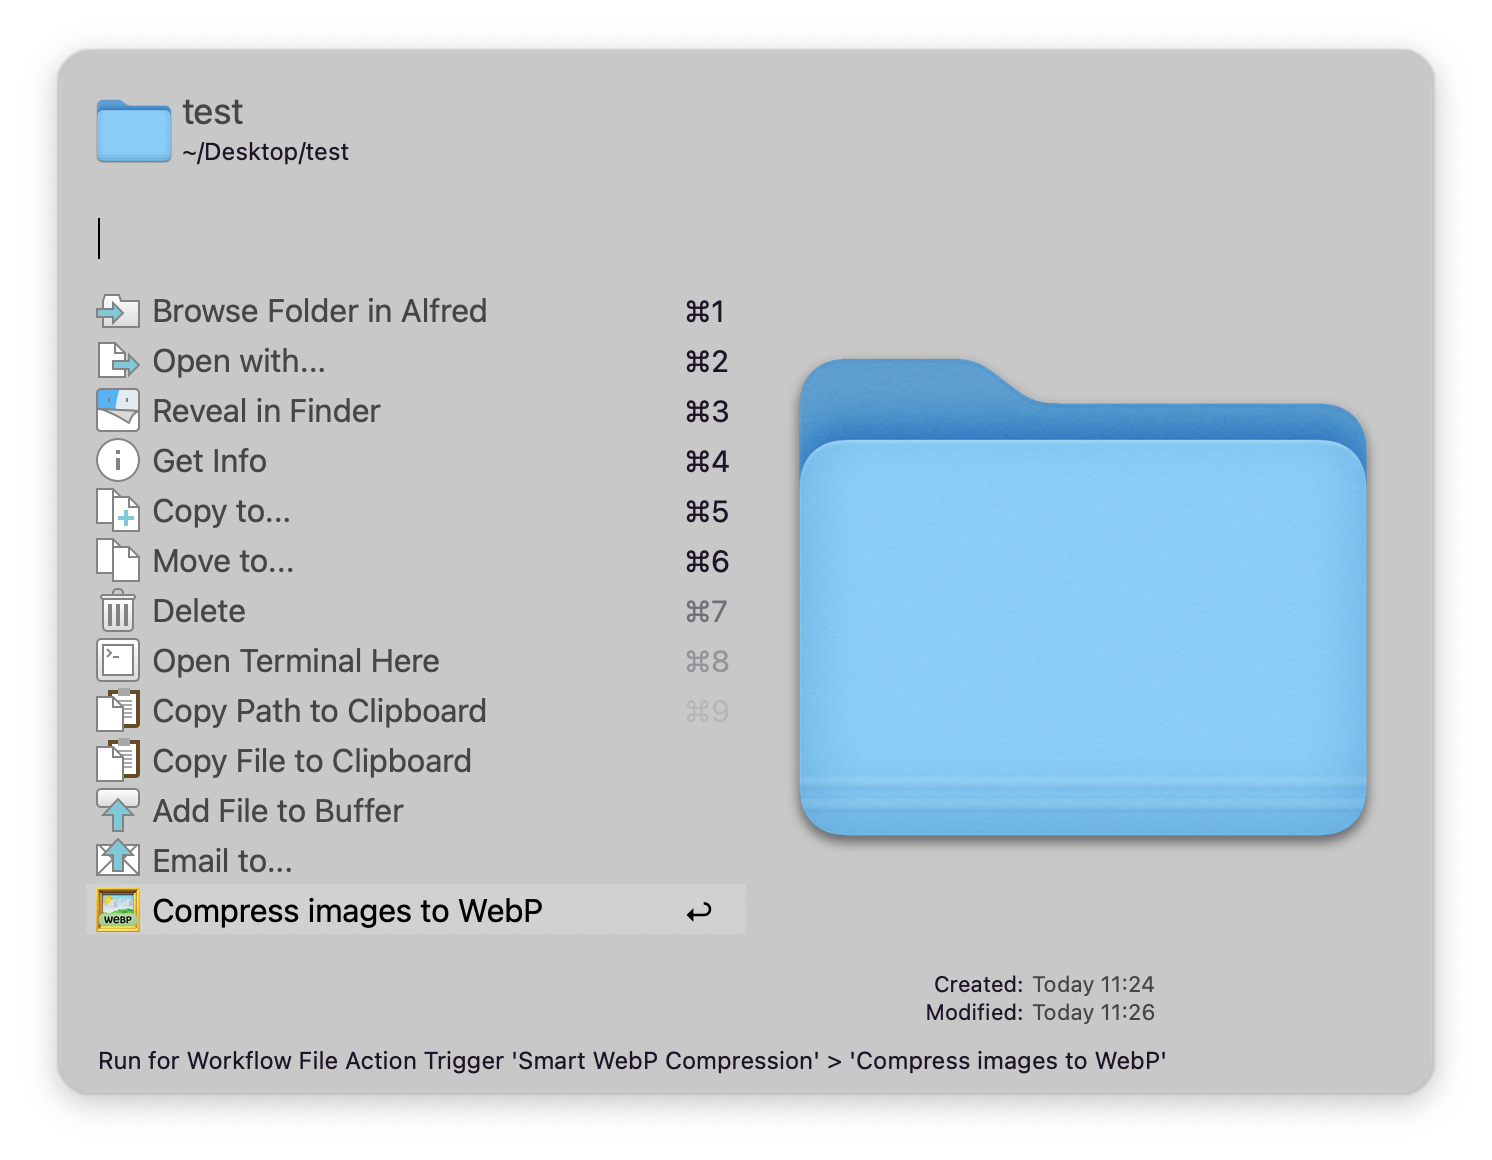 test
~/Desktop/test
Browse Folder in Alfred ⌘1
Open with... ⌘2
Reveal in Finder ⌘3
Get Info ⌘4
Copy to... ⌘5
Move to... ⌘6
Delete ⌘7
Open Terminal Here ⌘8
Copy Path to Clipboard ⌘9
Copy File to Clipboard
Add File to Buffer
Email to...
WEBP Compress images to WebP ↩
Created: Today 11:24
Modified: Today 11:26
Run for Workflow File Action Trigger 'Smart WebP Compression' > 'Compress images to WebP'